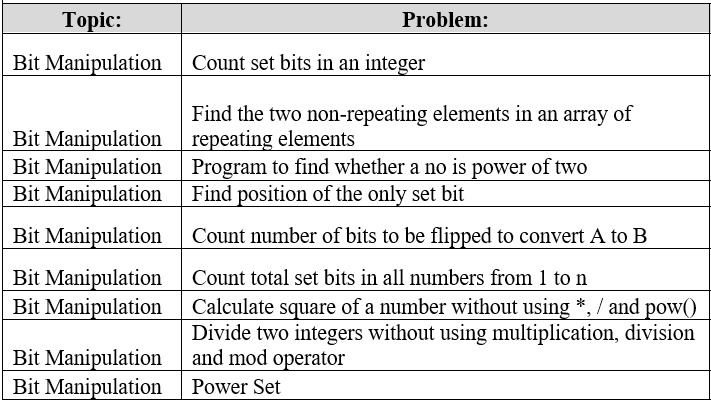 Topic: Problem:
Bit Manipulation Count set bits in an integer
Find the two non-repeating elements in an array of
Bit Manipulation repeating elements
Bit Manipulation Program to find whether a no is power of two
Bit Manipulation Find position of the only set bit
Bit Manipulation Count number of bits to be flipped to convert A to B
Bit Manipulation Count total set bits in all numbers from 1 to n
Bit Manipulation Calculate square of a number without using *, / and pow()
Divide two integers without using multiplication, division
Bit Manipulation and mod operator
Bit Manipulation Power Set